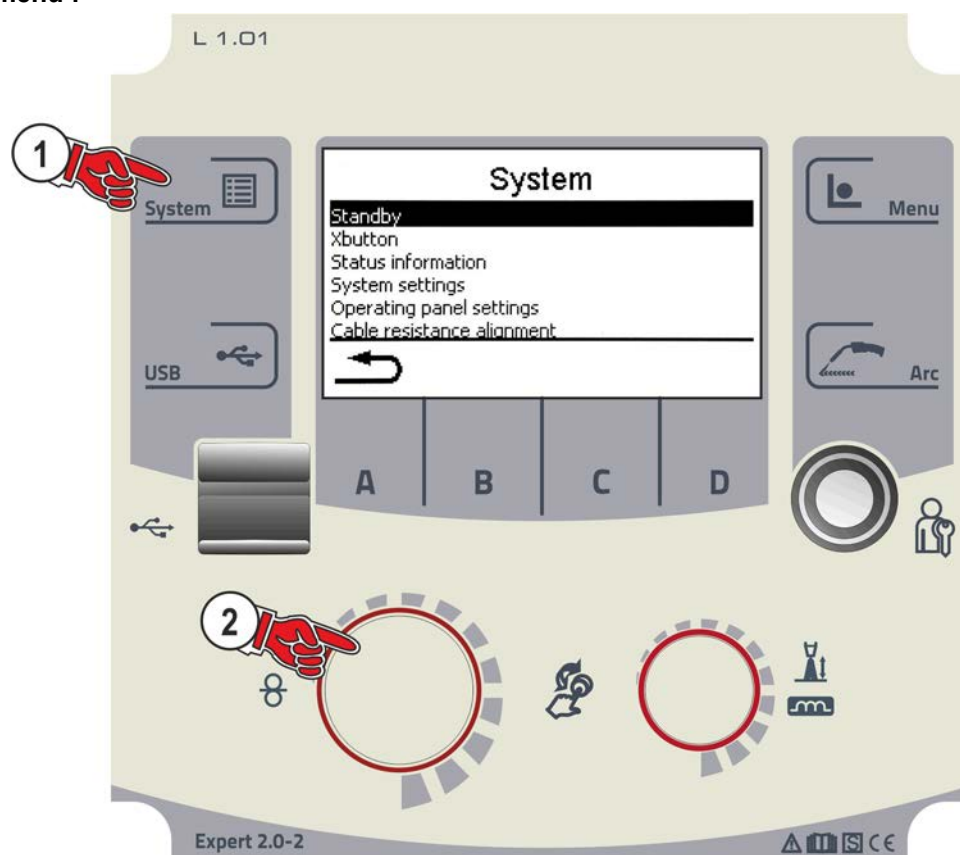 L 1.01
1
System
System
Standby
Xbutton
Status information
System settings
Operating panel settings
Cable resistance alignment
Menu
USB
Arc
A
B
C
D
2
Expert 2.0-2
S CE